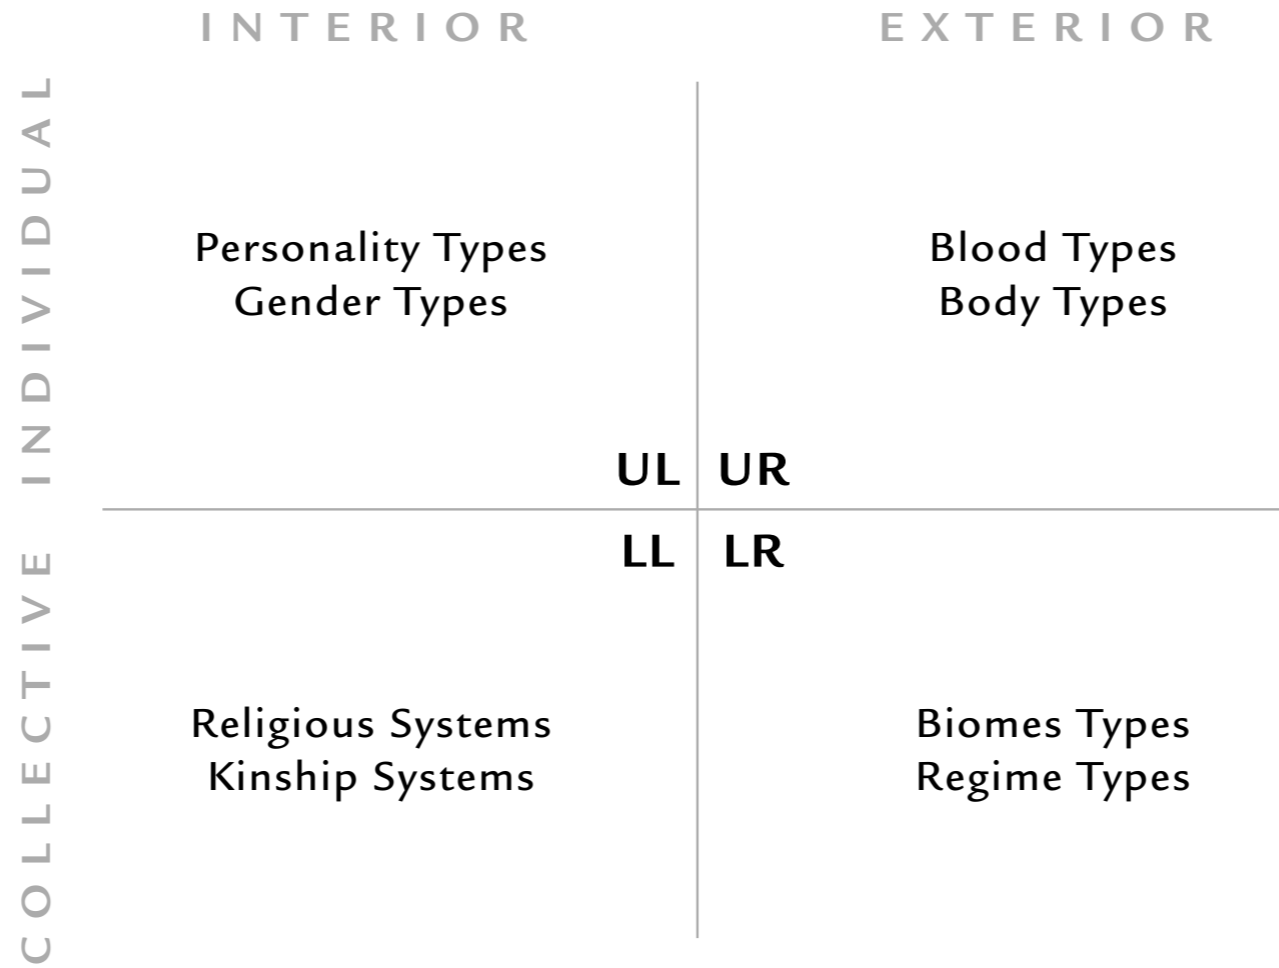 INTERIOR
EXTERIOR
INDIVIDUAL
Personality Types
Gender Types
Blood Types
Body Types
UL
UR
COLLECTIVE
LL
LR
Religious Systems
Kinship Systems
Biomes Types
Regime Types